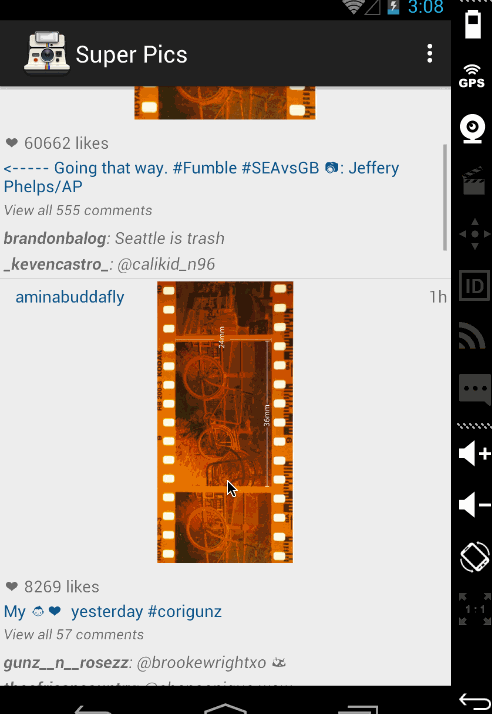 3:08
Super Pics
GPS
60662 likes
<----- Going that way. #Fumble #SEAvsGB 📷: Jeffery
Phelps/AP
View all 555 comments
brandonbalog: Seattle is trash
_kevencastro_: @calikid_n96
aminabuddafly
1h
24mm
36mm
KODAK
8269 likes
My yesterday #corigunz
View all 57 comments
gunz__n__rosezz: @brookewrightxo
ID
1:1